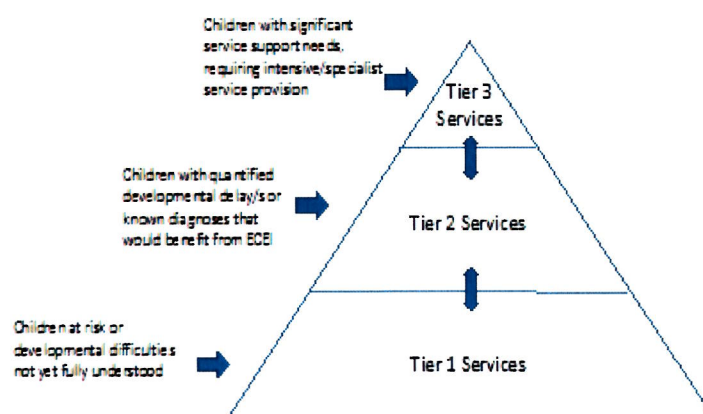 Children with significant
service support needs,
requiring intensive/specialist
service provision
Tier 3
Services
Children with quantified
developmental delay/s or
known diagnoses that
would benefit from ECEI
Tier 2 Services
Children at risk or
developmental difficulties
not yet fully understood
Tier 1 Services